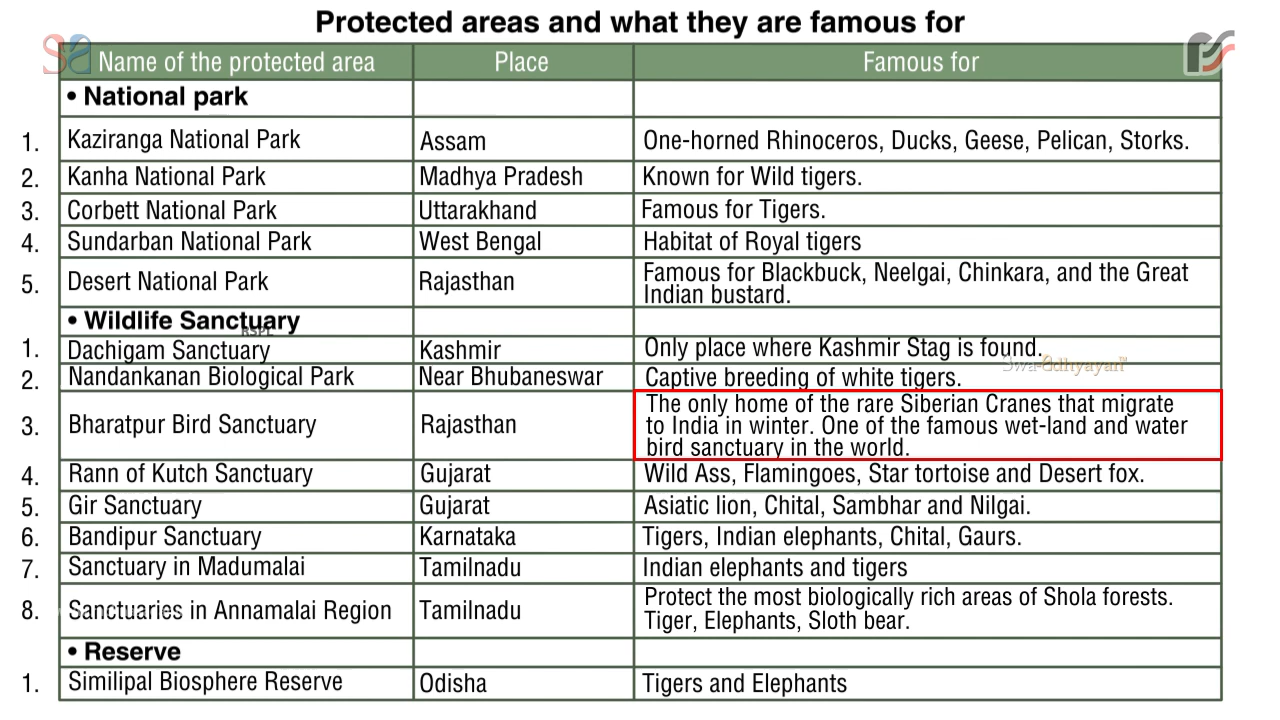 Protected areas and what they are famous for
Name of the protected area Place Famous for
• National park
1. Kaziranga National Park Assam One-horned Rhinoceros, Ducks, Geese, Pelican, Storks.
2. Kanha National Park Madhya Pradesh Known for Wild tigers.
3. Corbett National Park Uttarakhand Famous for Tigers.
4. Sundarban National Park West Bengal Habitat of Royal tigers
5. Desert National Park Rajasthan Famous for Blackbuck, Neelgai, Chinkara, and the Great
Indian bustard.
• Wildlife Sanctuary
RSPL
1. Dachigam Sanctuary Kashmir Only place where Kashmir Stag is found.
Swa-Adhyayan
2. Nandankanan Biological Park Near Bhubaneswar Captive breeding of white tigers.
3. Bharatpur Bird Sanctuary Rajasthan The only home of the rare Siberian Cranes that migrate
to India in winter. One of the famous wet-land and water
bird sanctuary in the world.
4. Rann of Kutch Sanctuary Gujarat Wild Ass, Flamingoes, Star tortoise and Desert fox.
5. Gir Sanctuary Gujarat Asiatic lion, Chital, Sambhar and Nilgai.
6. Bandipur Sanctuary Karnataka Tigers, Indian elephants, Chital, Gaurs.
7. Sanctuary in Madumalai Tamilnadu Indian elephants and tigers
8. Sanctuaries in Annamalai Region Tamilnadu Protect the most biologically rich areas of Shola forests.
Tiger, Elephants, Sloth bear.
• Reserve
1. Similipal Biosphere Reserve Odisha Tigers and Elephants